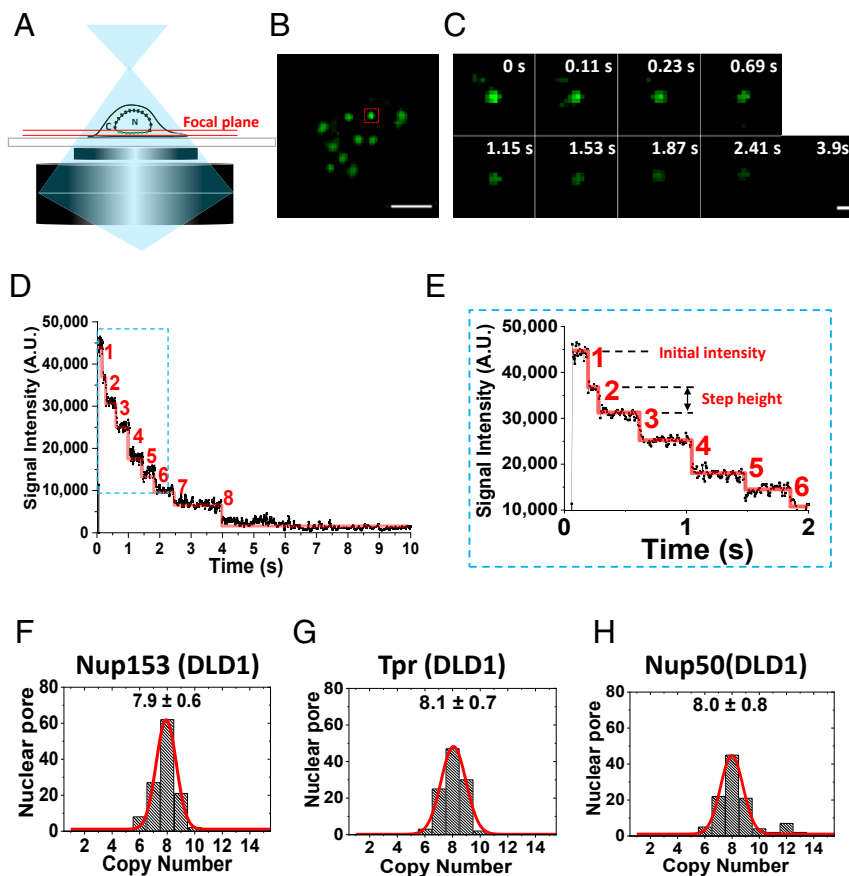 A
B
C
N
C
Focal plane
0 s
0.11 s
0.23 s
0.69 s
1.15 s
1.53 s
1.87 s
2.41 s
3.9s
D
E
Signal Intensity (A.U.)
50,000
40,000
30,000
20,000
10,000
0
1
2
3
4
5
6
7
8
0 1 2 3 4 5 6 7 8 9 10
Time (s)
Signal Intensity (A.U.)
50,000
40,000
30,000
20,000
10,000
1
2
3
4
5
6
Initial intensity
Step height
0 1 2
Time (s)
F
G
H
Nup153 (DLD1)
7.9 ± 0.6
Nuclear pore
80
60
40
20
0
2 4 6 8 10 12 14
Copy Number
Tpr (DLD1)
8.1 ± 0.7
Nuclear pore
80
60
40
20
0
2 4 6 8 10 12 14
Copy Number
Nup50(DLD1)
8.0 ± 0.8
Nuclear pore
80
60
40
20
0
2 4 6 8 10 12 14
Copy Number